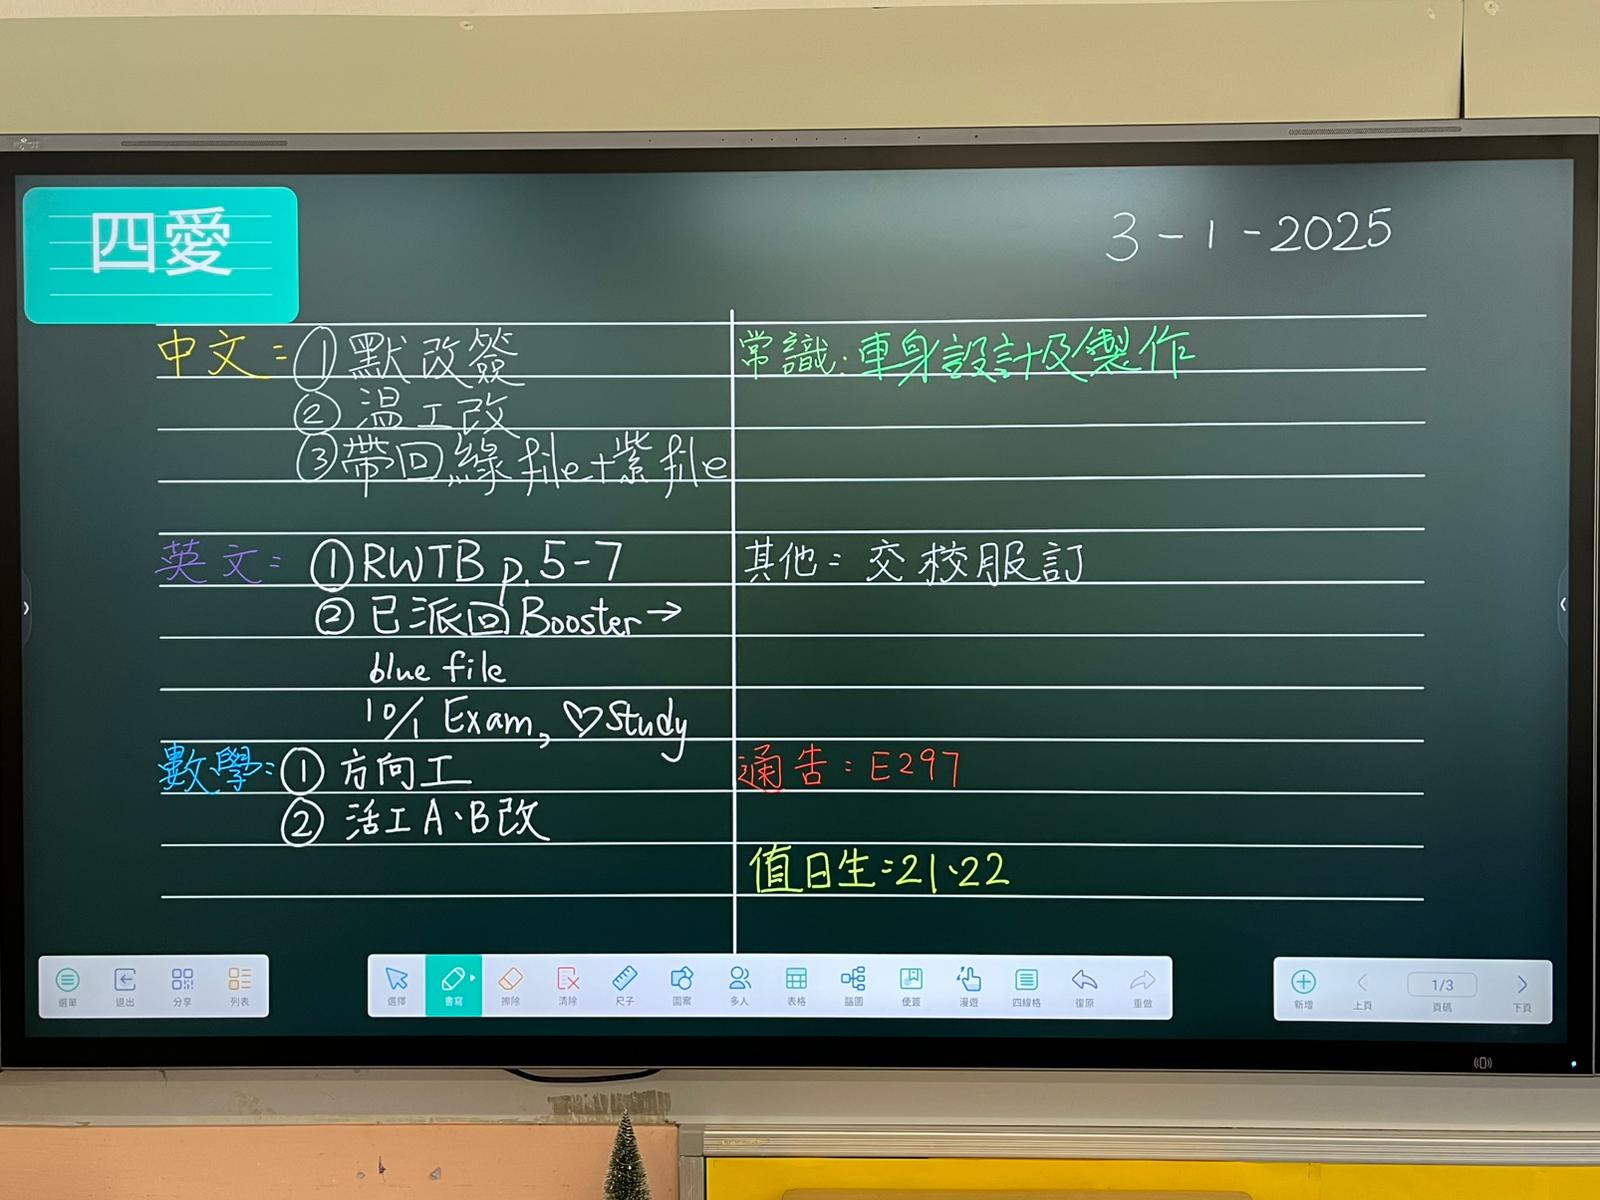 四愛
3-1-2025
中文：①默改簽
②温工改
③帶回綠file+紫file
英文：①RWTB p.5-7
②已派回Booster→
blue file
10/1 Exam, ♡Study
數學：①方向工
②活工A、B改
常識：車身設計及製作
其他：交校服訂
通告：E297
值日生：21、22
選單 退出 分享 列表
選擇 書寫 擦除 清除 尺子 圖案 多人 表格 腦圖 便簽 漫遊 四線格 復原 重做
新增 上頁 1/3 頁碼 下頁